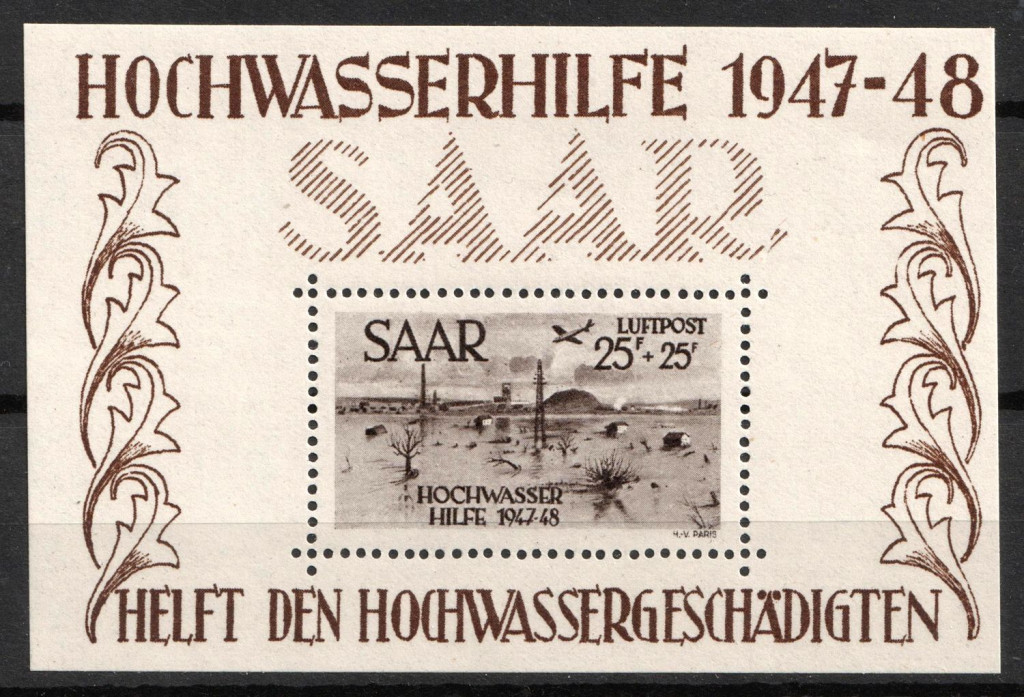 HOCHWASSERHILFE 1947-48
SAAR
SAAR
LUFTPOST
25F + 25F
HOCHWASSER
HILFE 1947-48
H.-V. PARIS
HELFT DEN HOCHWASSERGESCHÄDIGTEN